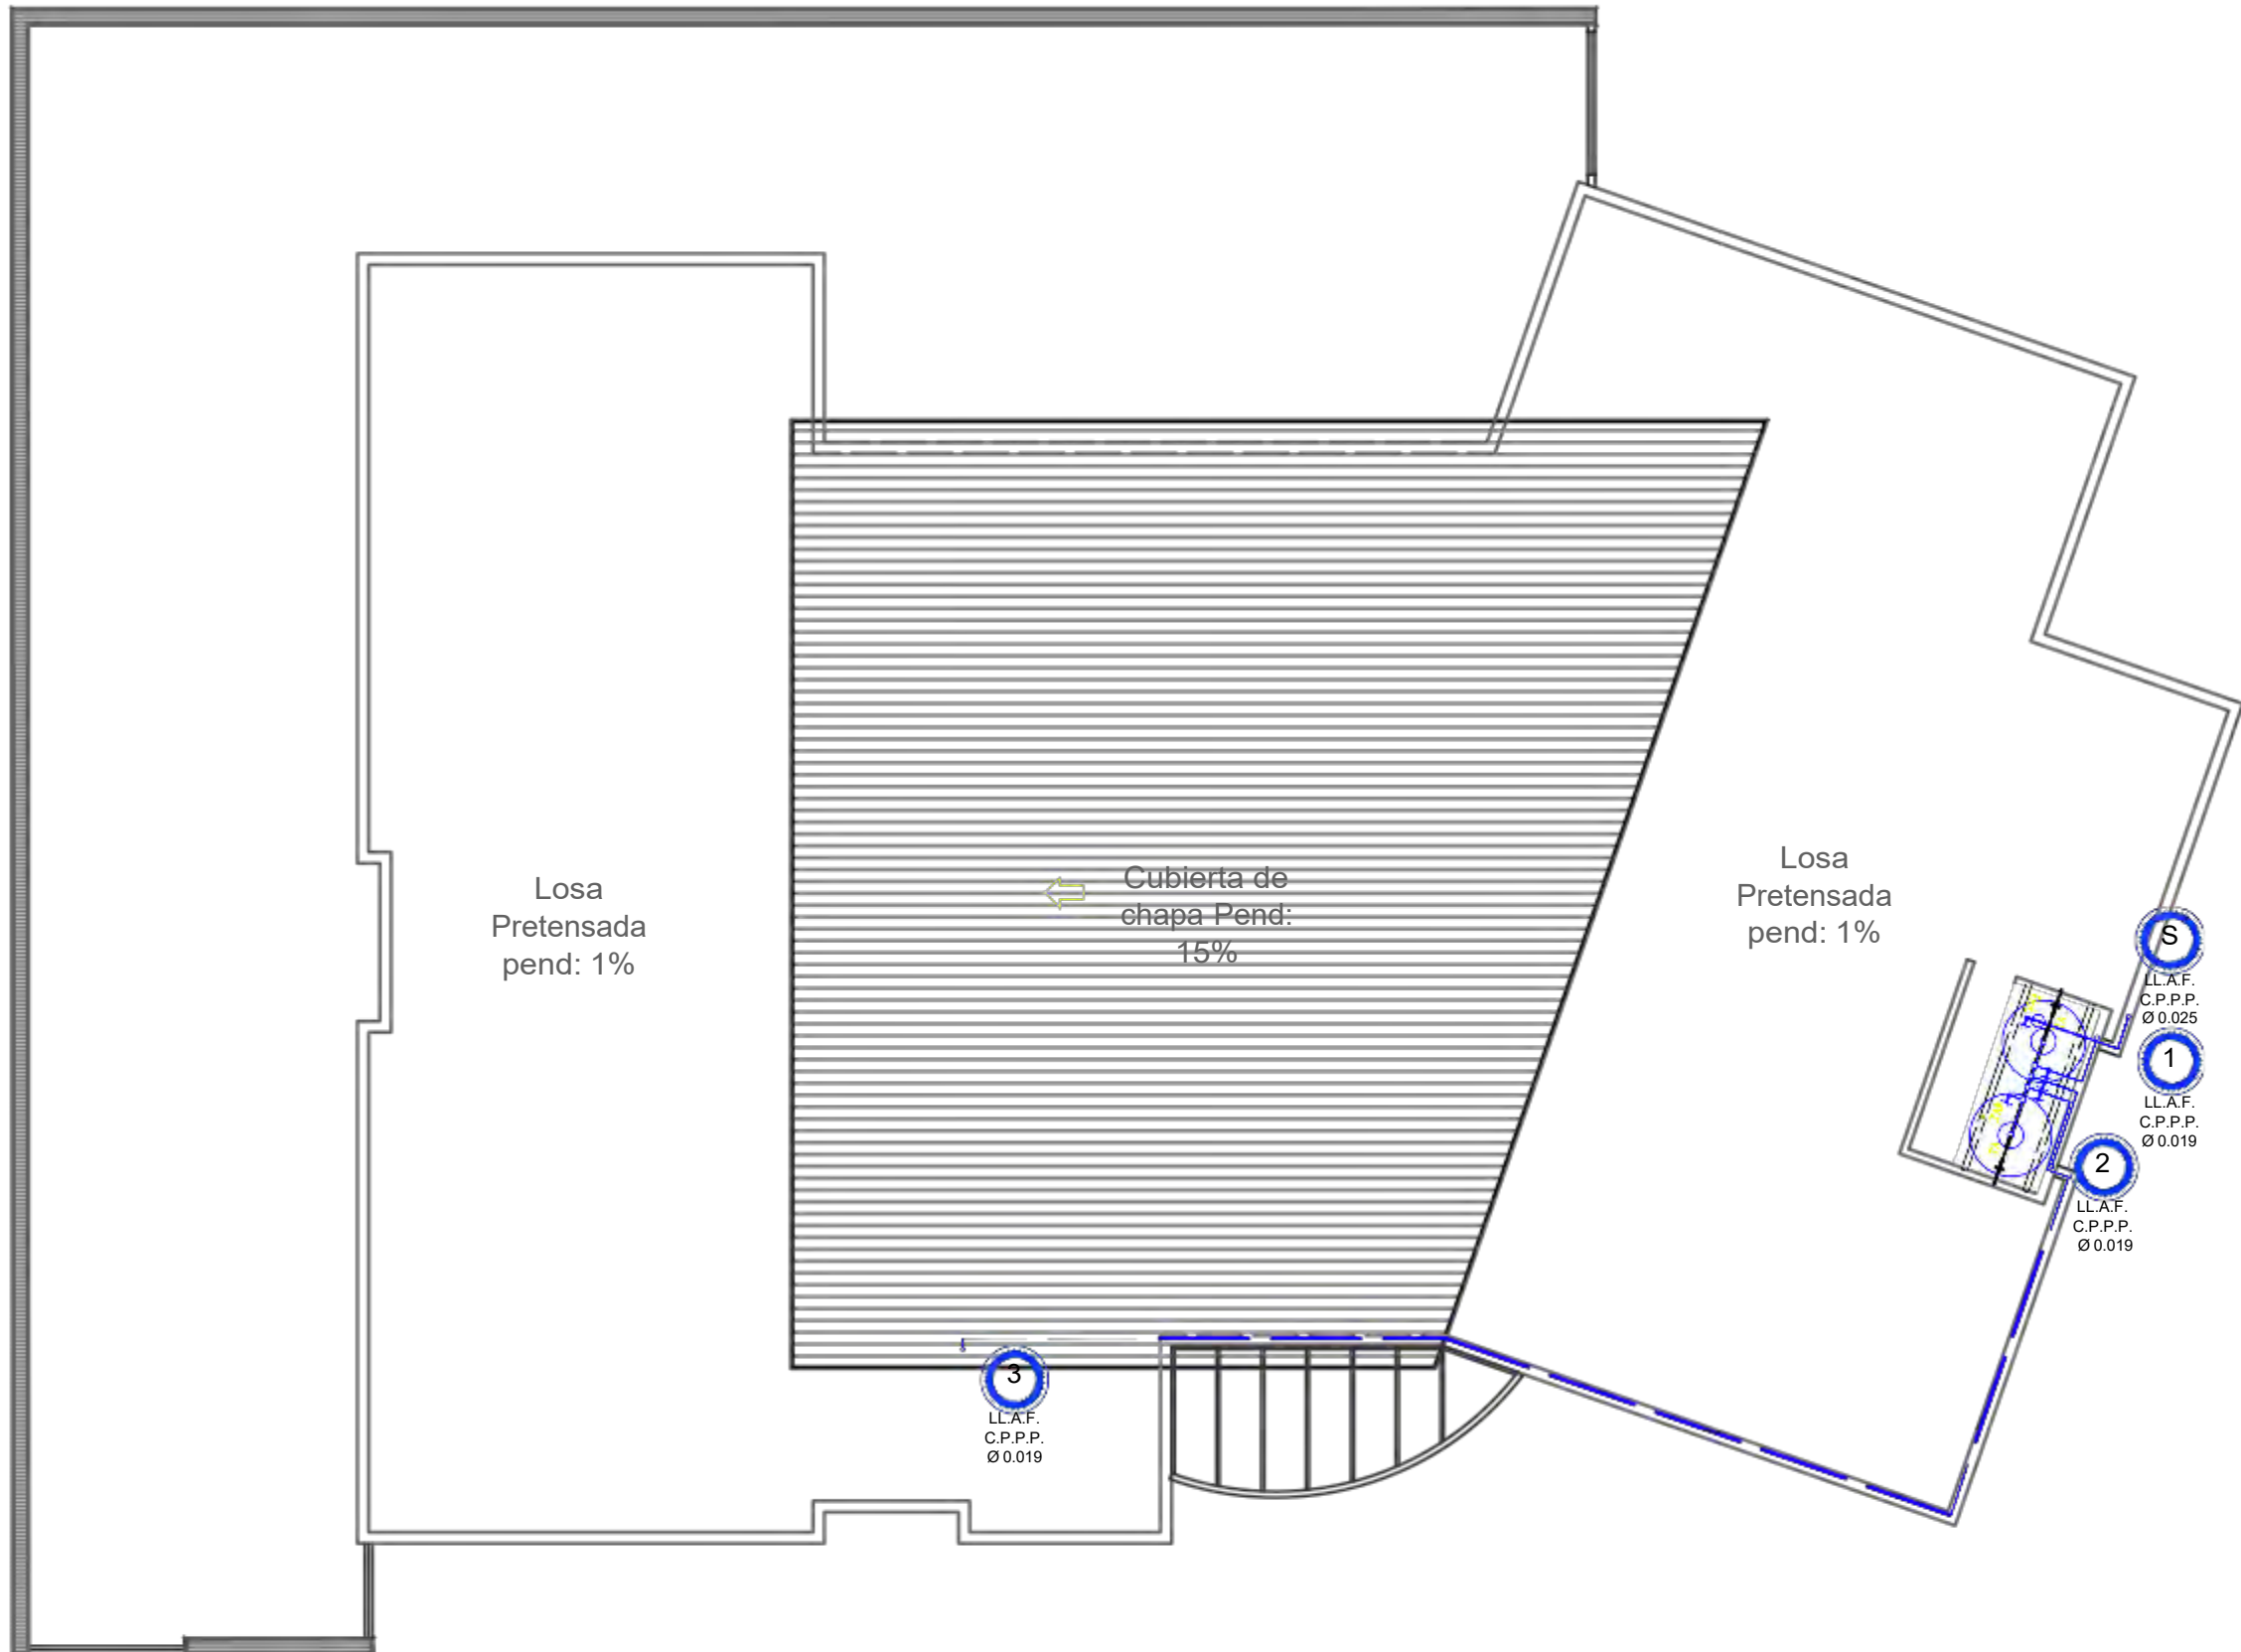 Losa
Pretensada
pend: 1%
Cubierta de
chapa Pend:
15%
Losa
Pretensada
pend: 1%
S
LL.A.F.
C.P.P.P.
Ø 0.025
1
LL.A.F.
C.P.P.P.
Ø 0.019
2
LL.A.F.
C.P.P.P.
Ø 0.019
3
LL.A.F.
C.P.P.P.
Ø 0.019